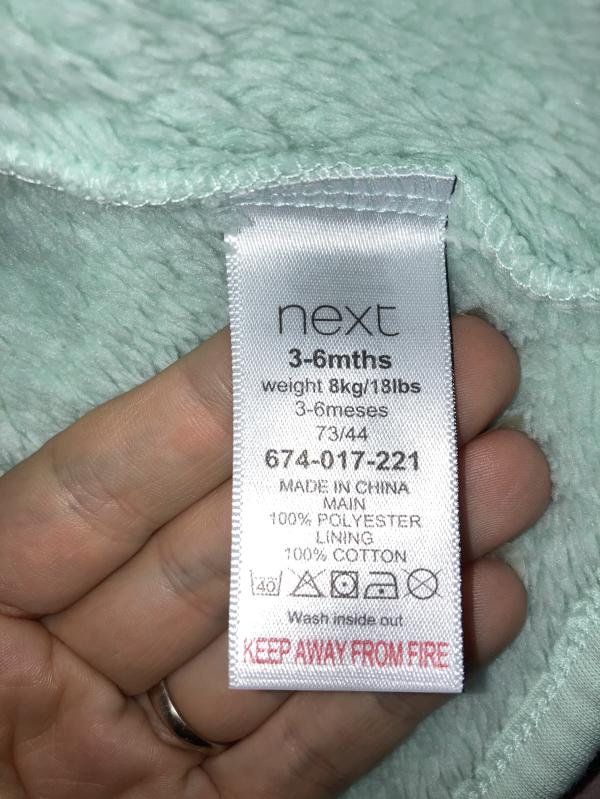 next
3-6mths
weight 8kg/18lbs
3-6meses
73/44
674-017-221
MADE IN CHINA
MAIN
100% POLYESTER
LINING
100% COTTON
40
Wash inside out
KEEP AWAY FROM FIRE